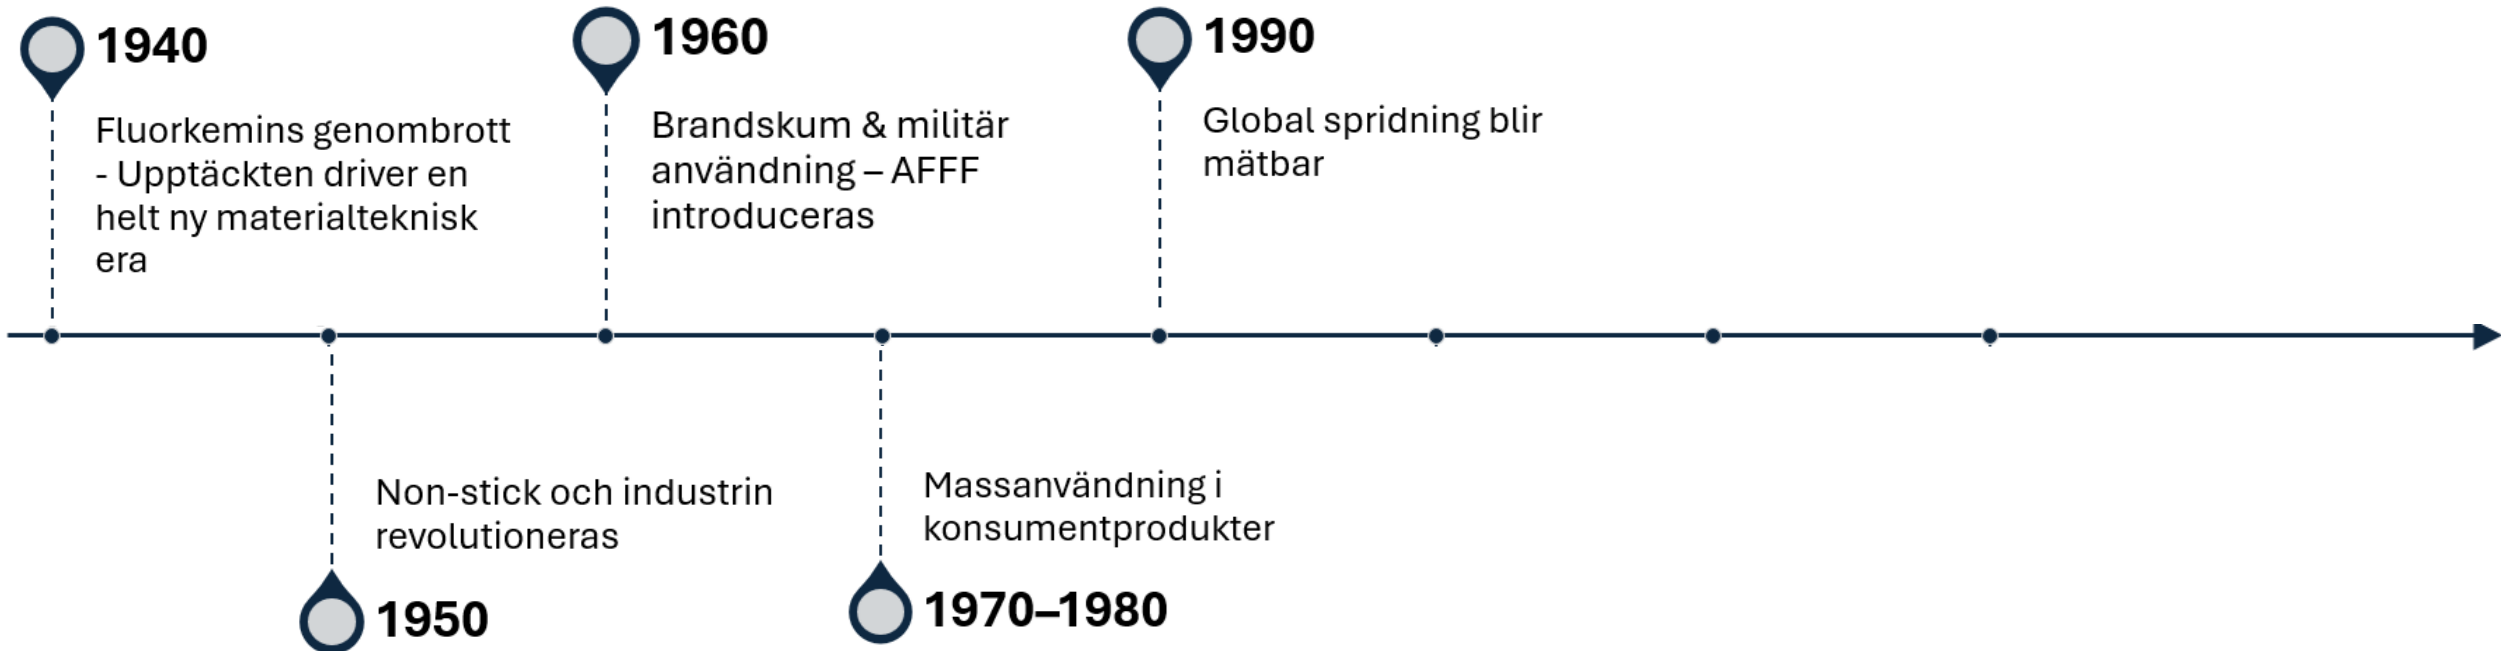 1940
Fluorkemins genombrott
- Upptäckten driver en
helt ny materialteknisk
era
1960
Brandskum & militär
användning – AFFF
introduceras
1990
Global spridning blir
mätbar
Non-stick och industrin
revolutioneras
1950
Massanvändning i
konsumentprodukter
1970–1980